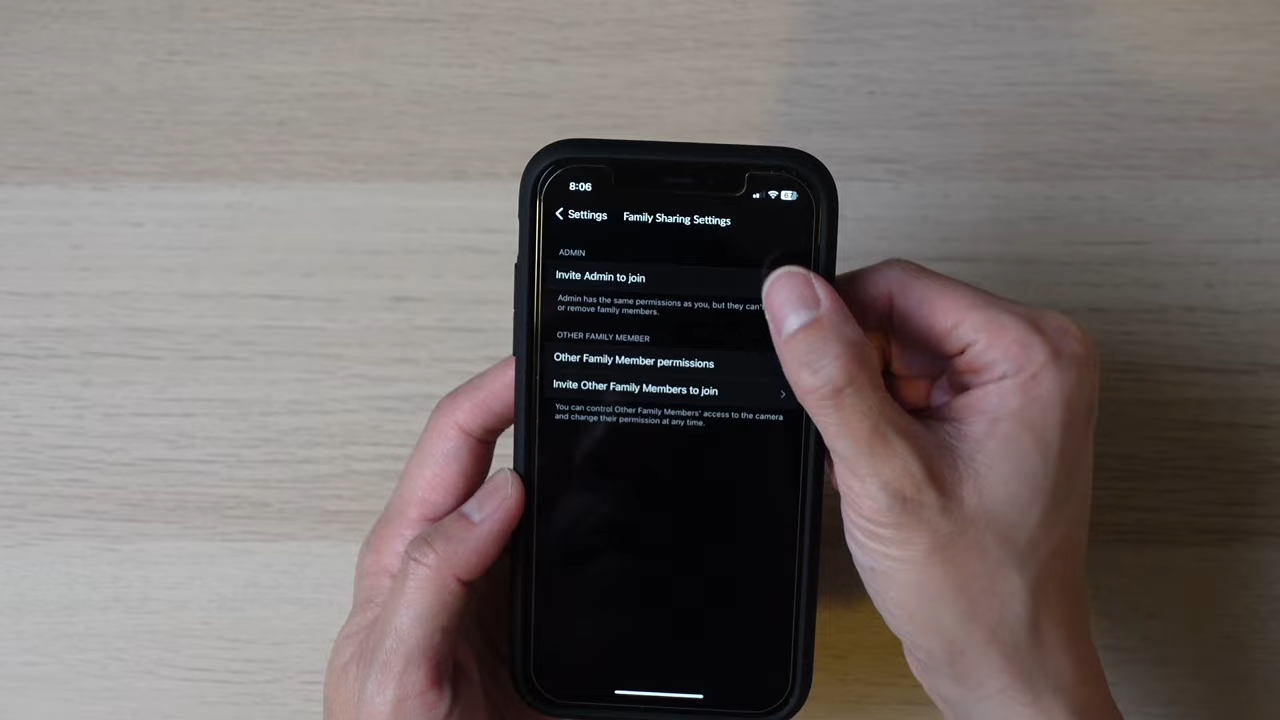 8:06
67
Settings
Family Sharing Settings
ADMIN
Invite Admin to join
Admin has the same permissions as you, but they can't
or remove family members.
OTHER FAMILY MEMBER
Other Family Member permissions
Invite Other Family Members to join
You can control Other Family Members' access to the camera
and change their permission at any time.